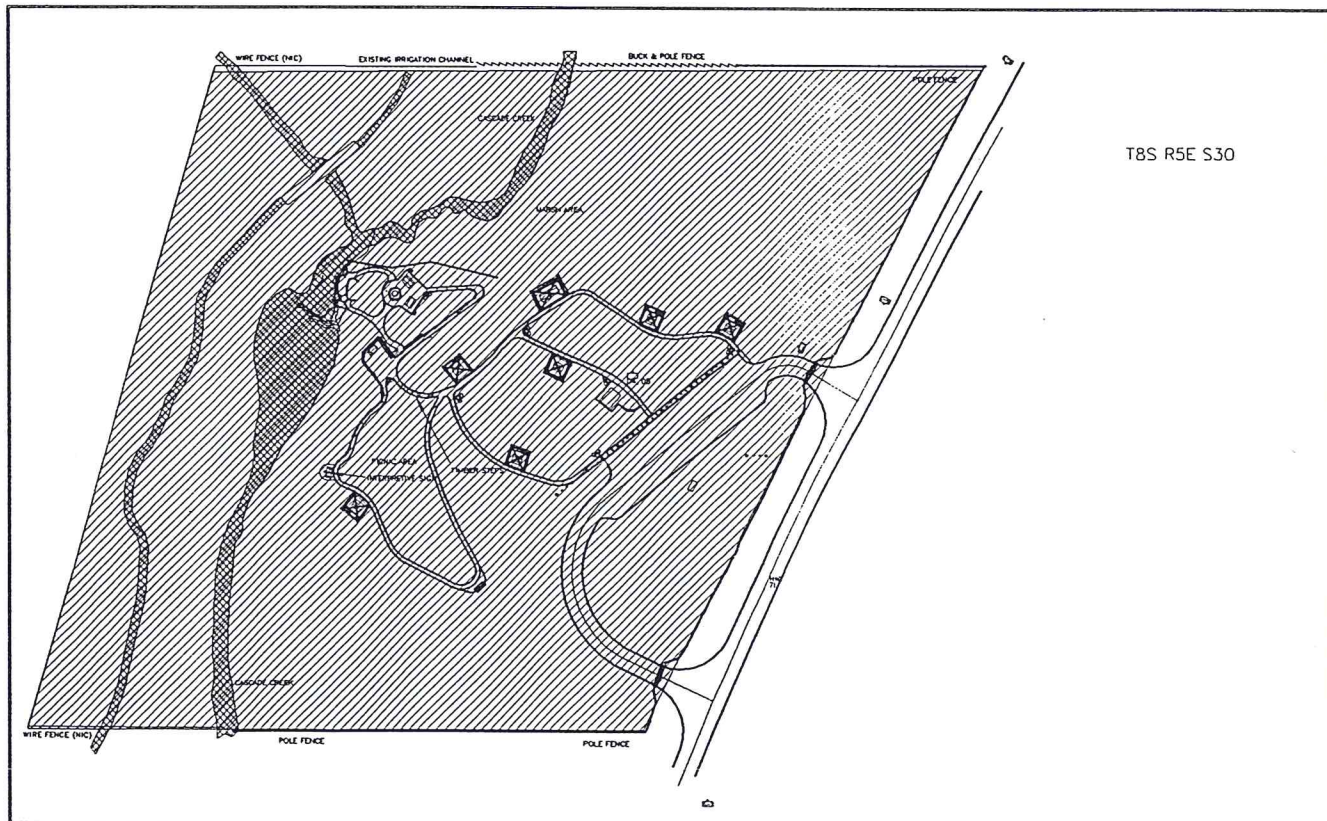 WIRE FENCE (NIC)
EXISTING IRRIGATION CHANNEL
BUCK & POLE FENCE
POLE FENCE
CASCADE CREEK
T8S R5E S30
MARSH AREA
PICNIC AREA
TIMBER STEPS
(INTERPRETIVE SIGN)
CASCADE CREEK
WIRE FENCE (NIC)
POLE FENCE
POLE FENCE